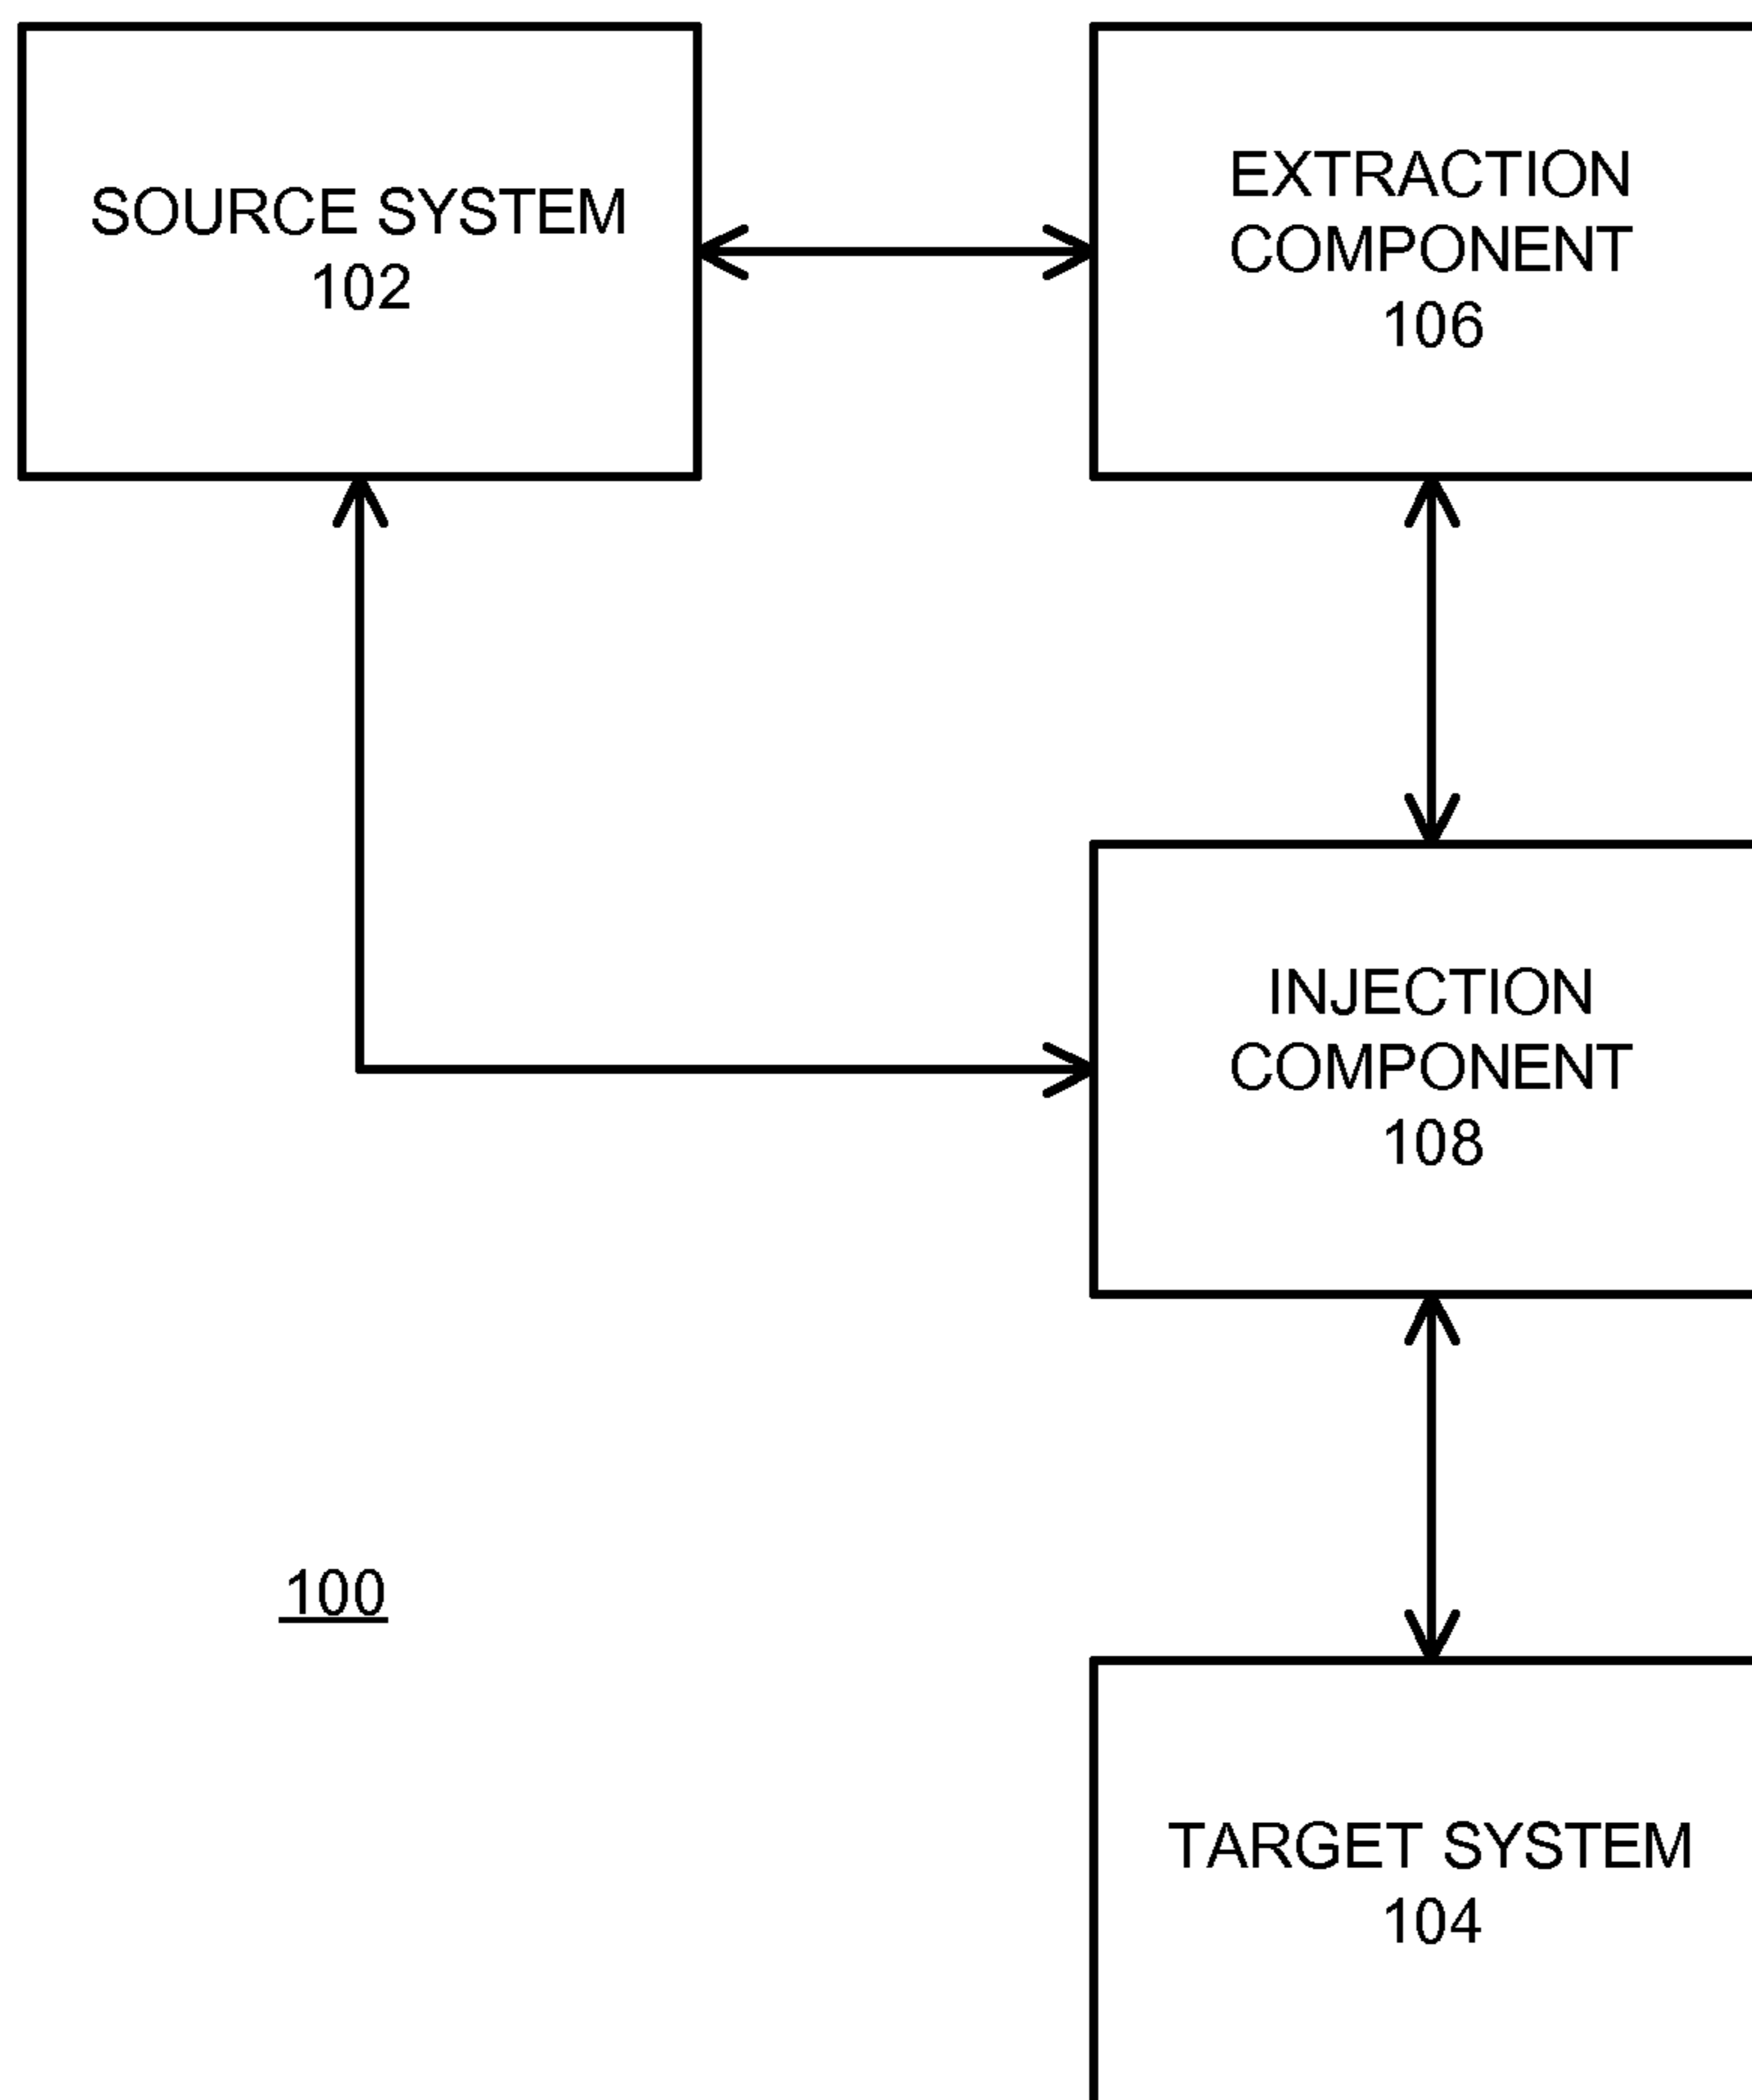 SOURCE SYSTEM
102
EXTRACTION
COMPONENT
106
INJECTION
COMPONENT
108
100
TARGET SYSTEM
104